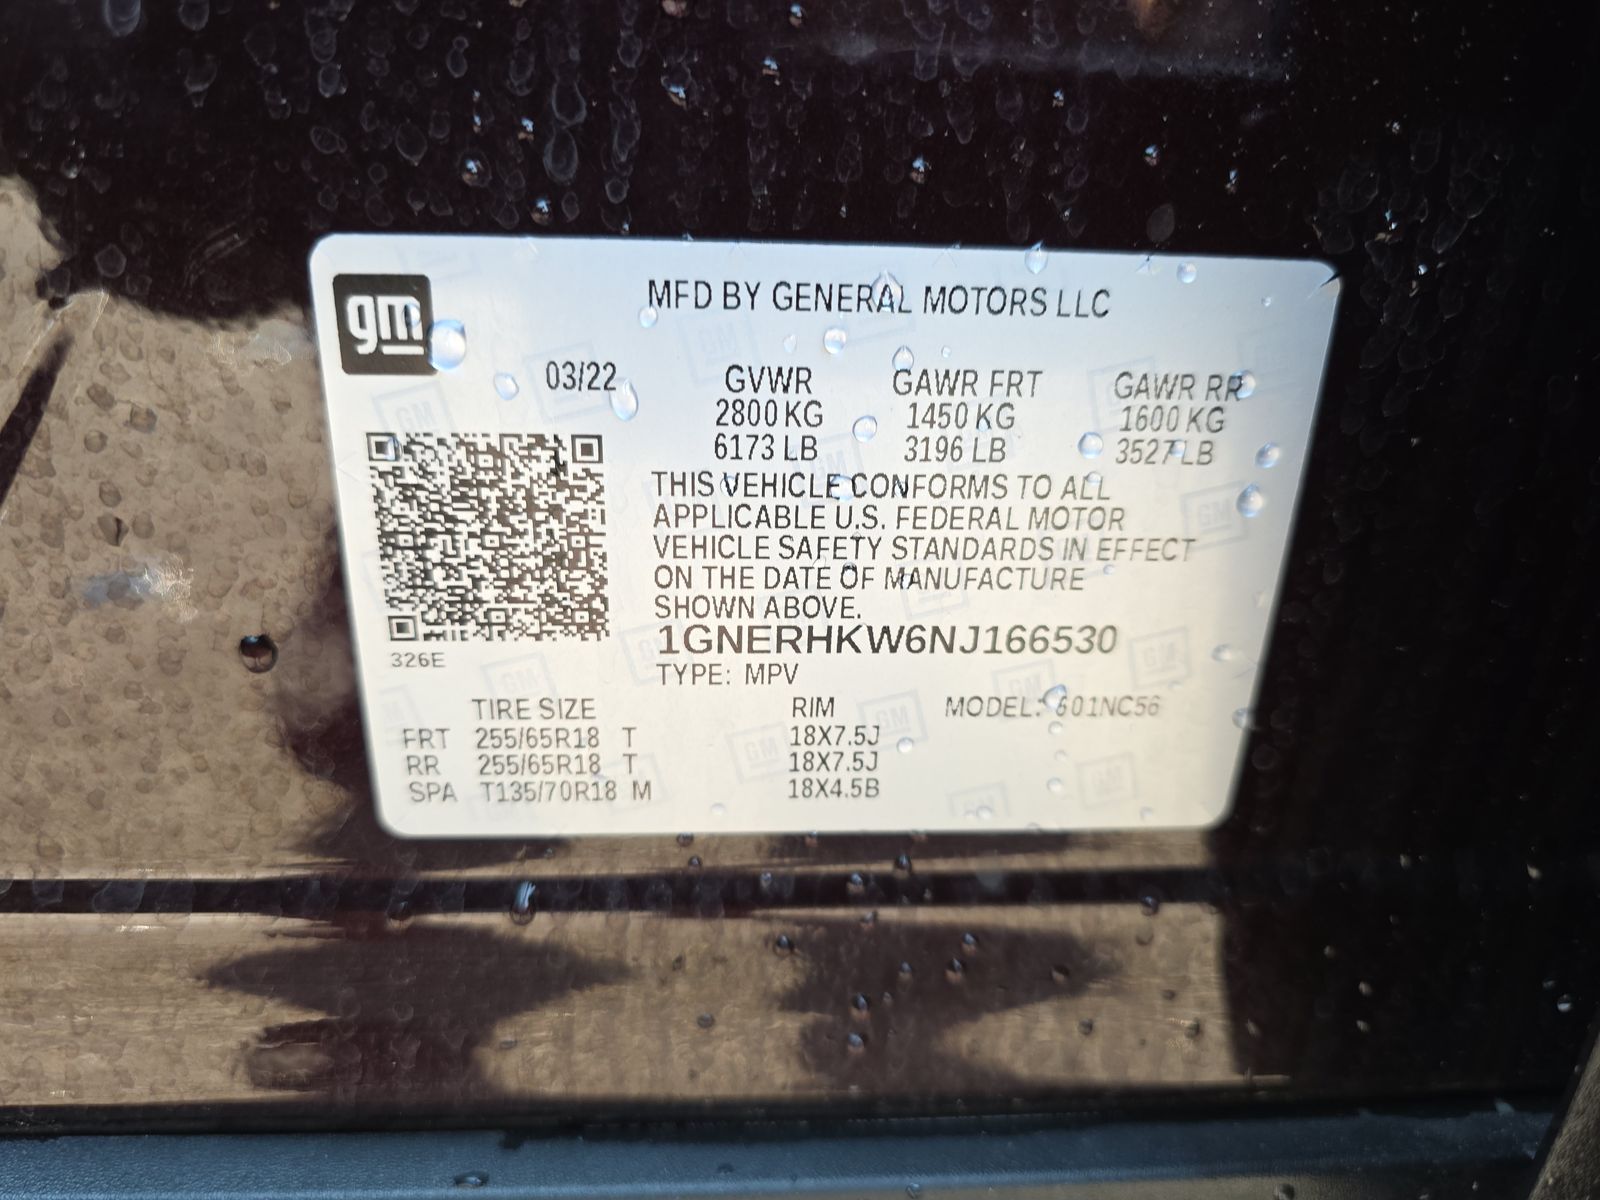 gm
MFD BY GENERAL MOTORS LLC
03/22 GVWR GAWR FRT GAWR RR
2800 KG 1450 KG 1600 KG
6173 LB 3196 LB 3527 LB
THIS VEHICLE CONFORMS TO ALL
APPLICABLE U.S. FEDERAL MOTOR
VEHICLE SAFETY STANDARDS IN EFFECT
ON THE DATE OF MANUFACTURE
SHOWN ABOVE.
1GNERHKW6NJ166530
326E
TYPE: MPV
TIRE SIZE RIM MODEL: 601NC56
FRT 255/65R18 T 18X7.5J
RR 255/65R18 T 18X7.5J
SPA T135/70R18 M 18X4.5B